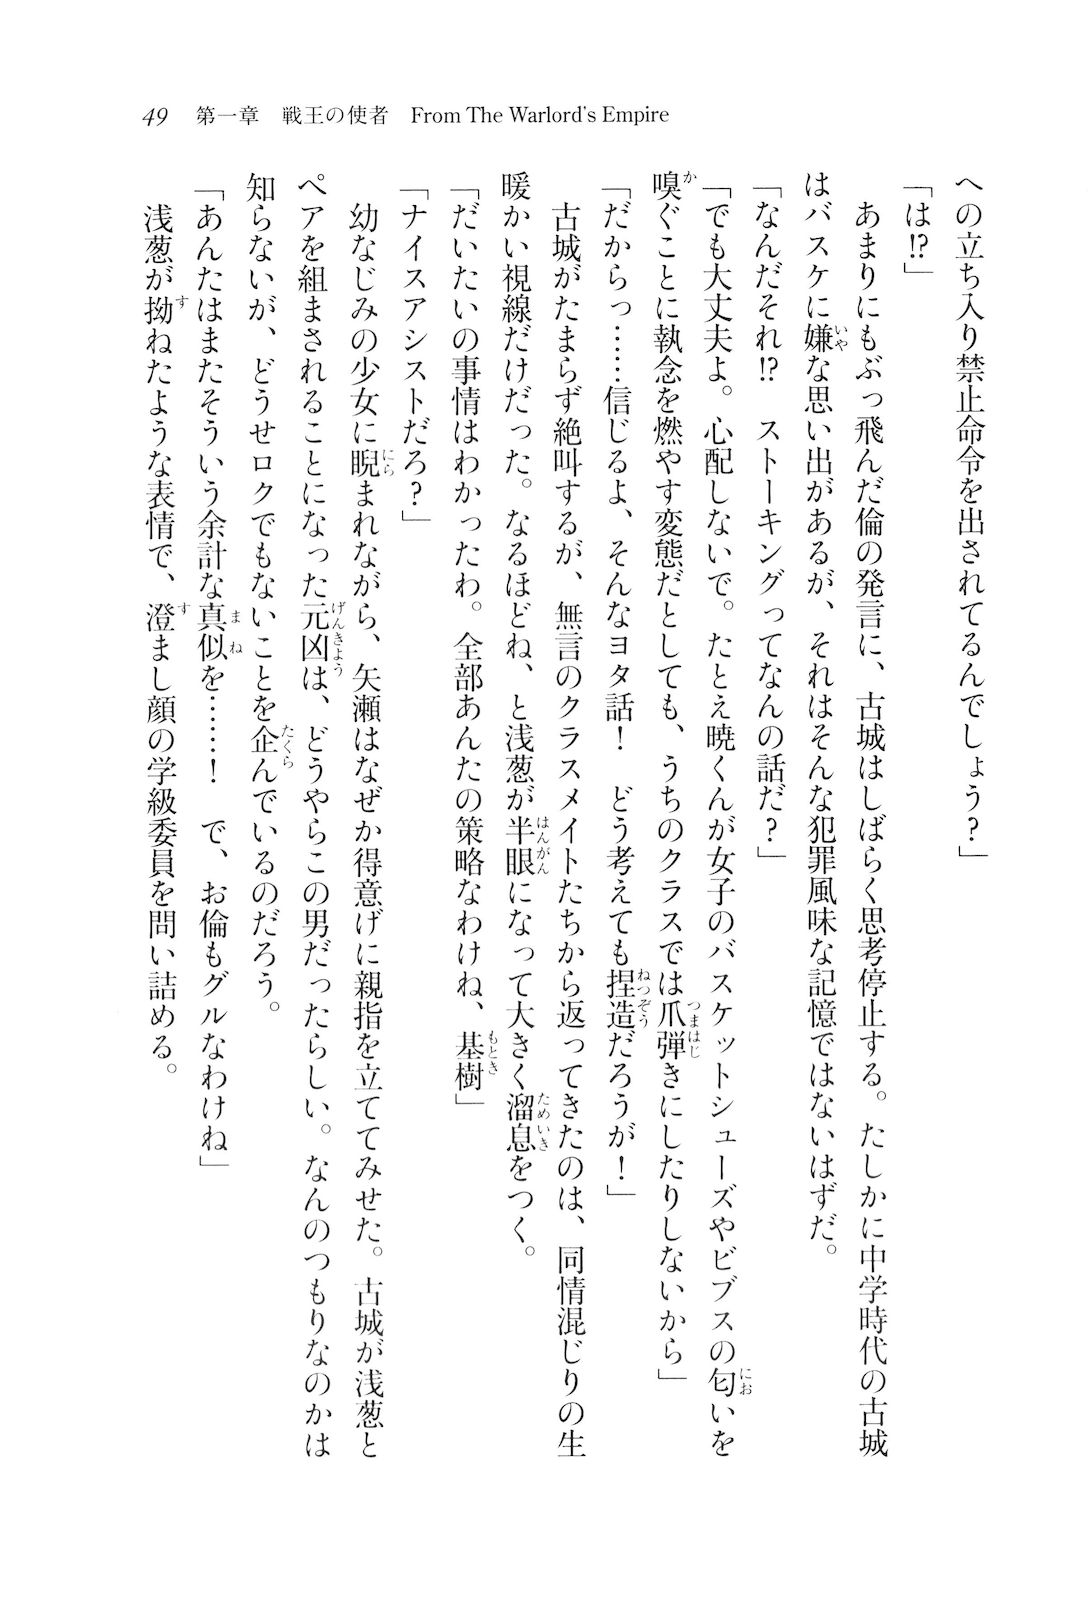 49　第一章　戦王の使者　From The Warlord's Empire
への立ち入り禁止命令を出されてるんでしょう？」
「は!?」
　あまりにもぶっ飛んだ倫の発言に、古城はしばらく思考停止する。たしかに中学時代の古城
はバスケに嫌な思い出があるが、それはそんな犯罪風味な記憶ではないはずだ。
「なんだそれ!?　ストーキングってなんの話だ？」
「でも大丈夫よ。心配しないで。たとえ暁くんが女子のバスケットシューズやビブスの匂いを
嗅ぐことに執念を燃やす変態だとしても、うちのクラスでは爪弾きにしたりしないから」
「だからっ……信じるよ、そんなヨタ話！　どう考えても捏造だろうが！」
　古城がたまらず絶叫するが、無言のクラスメイトたちから返ってきたのは、同情混じりの生
暖かい視線だけだった。なるほどね、と浅葱が半眼になって大きく溜息をつく。
「だいたいの事情はわかったわ。全部あんたの策略なわけね、基樹」
「ナイスアシストだろ？」
　幼なじみの少女に睨まれながら、矢瀬はなぜか得意げに親指を立ててみせた。古城が浅葱と
ペアを組まされることになった元凶は、どうやらこの男だったらしい。なんのつもりなのかは
知らないが、どうせロクでもないことを企んでいるのだろう。
「あんたはまたそういう余計な真似を……！　で、お倫もグルなわけね」
　浅葱が拗ねたような表情で、澄まし顔の学級委員を問い詰める。